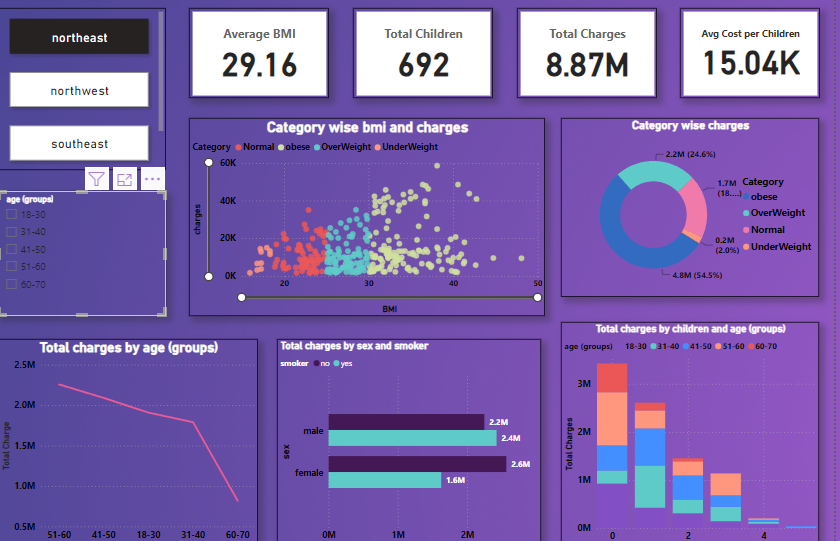 northeast
northwest
southeast
Average BMI
29.16
Total Children
692
Total Charges
8.87M
Avg Cost per Children
15.04K
age (groups)
18-30
31-40
41-50
51-60
60-70
Category wise bmi and charges
Category Normal obese OverWeight UnderWeight
60K
40K
20K
0K
charges
20 30 40 50
BMI
Category wise charges
2.2M (24.6%)
1.7M
(18....)
0.2M
(2.0%)
4.8M (54.5%)
Category
obese
OverWeight
Normal
UnderWeight
Total charges by age (groups)
2.5M
2.0M
1.5M
1.0M
0.5M
Total Charge
51-60 41-50 18-30 31-40 60-70
Total charges by sex and smoker
smoker no yes
sex
male
2.2M
2.4M
female
2.6M
1.6M
0M 1M 2M
Total charges by children and age (groups)
age (groups) 18-30 31-40 41-50 51-60 60-70
3M
2M
1M
0M
Total Charges
0 2 4